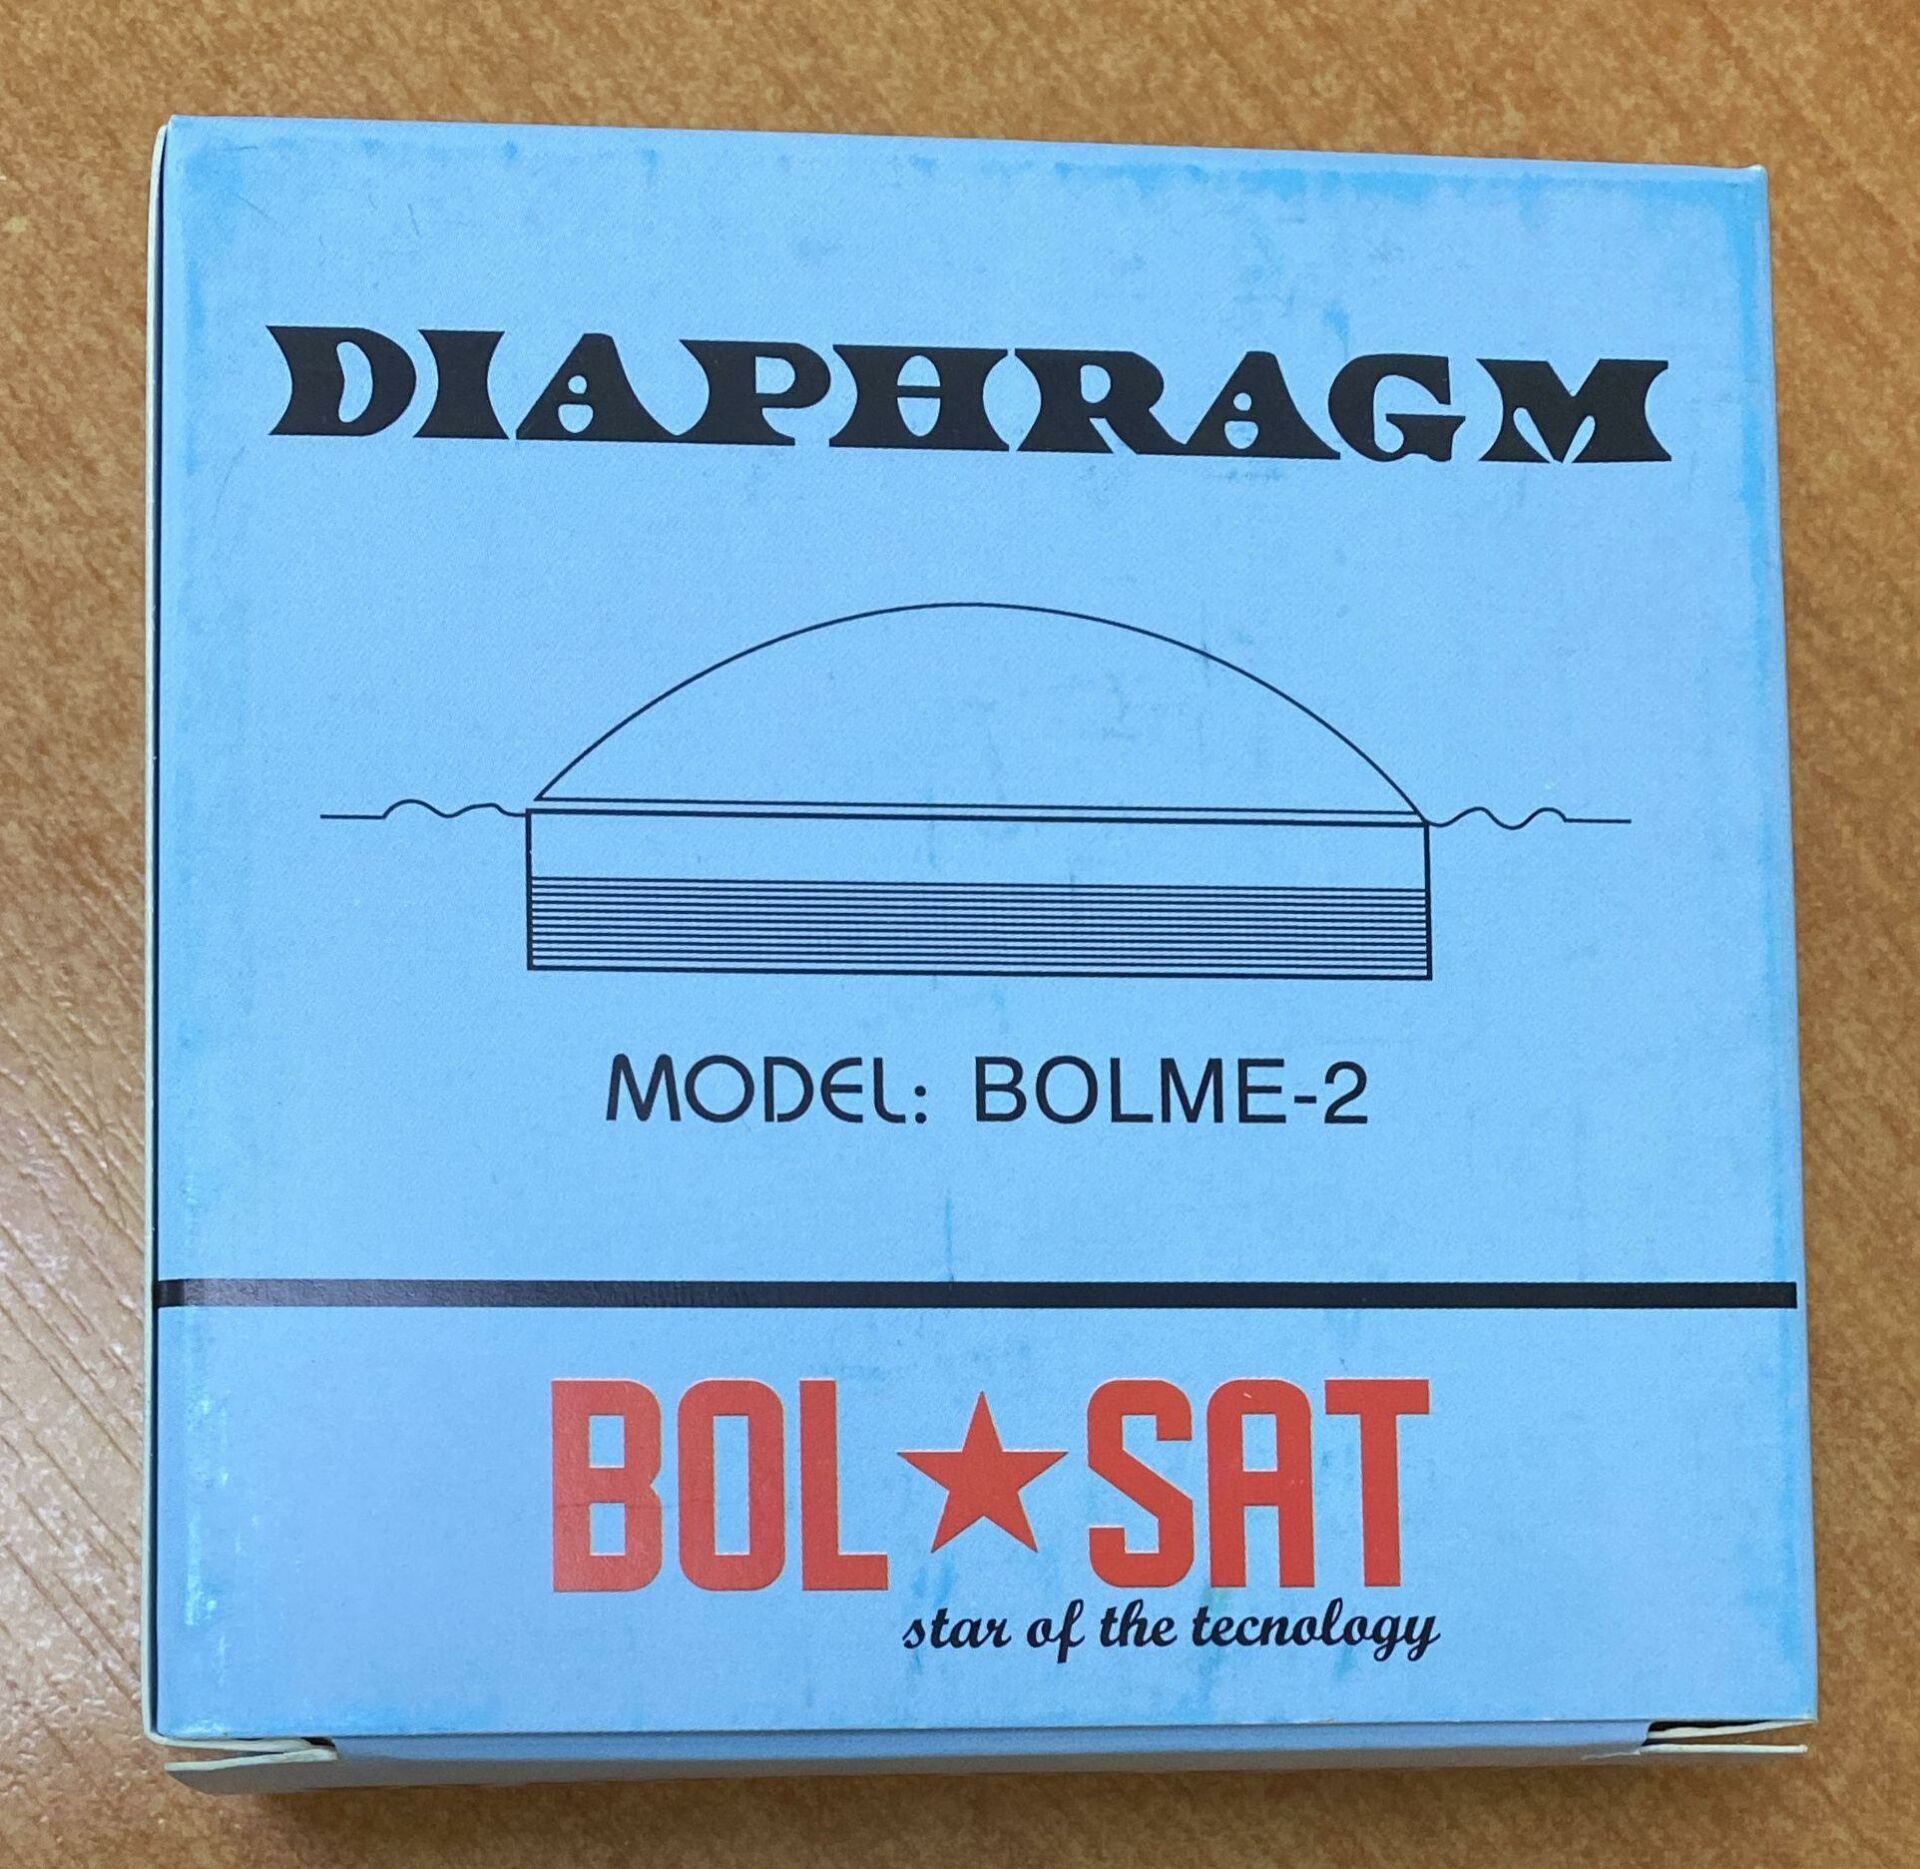 DIAPHRAGM
MODEL: BOLME-2
BOL★SAT
star of the tecnology